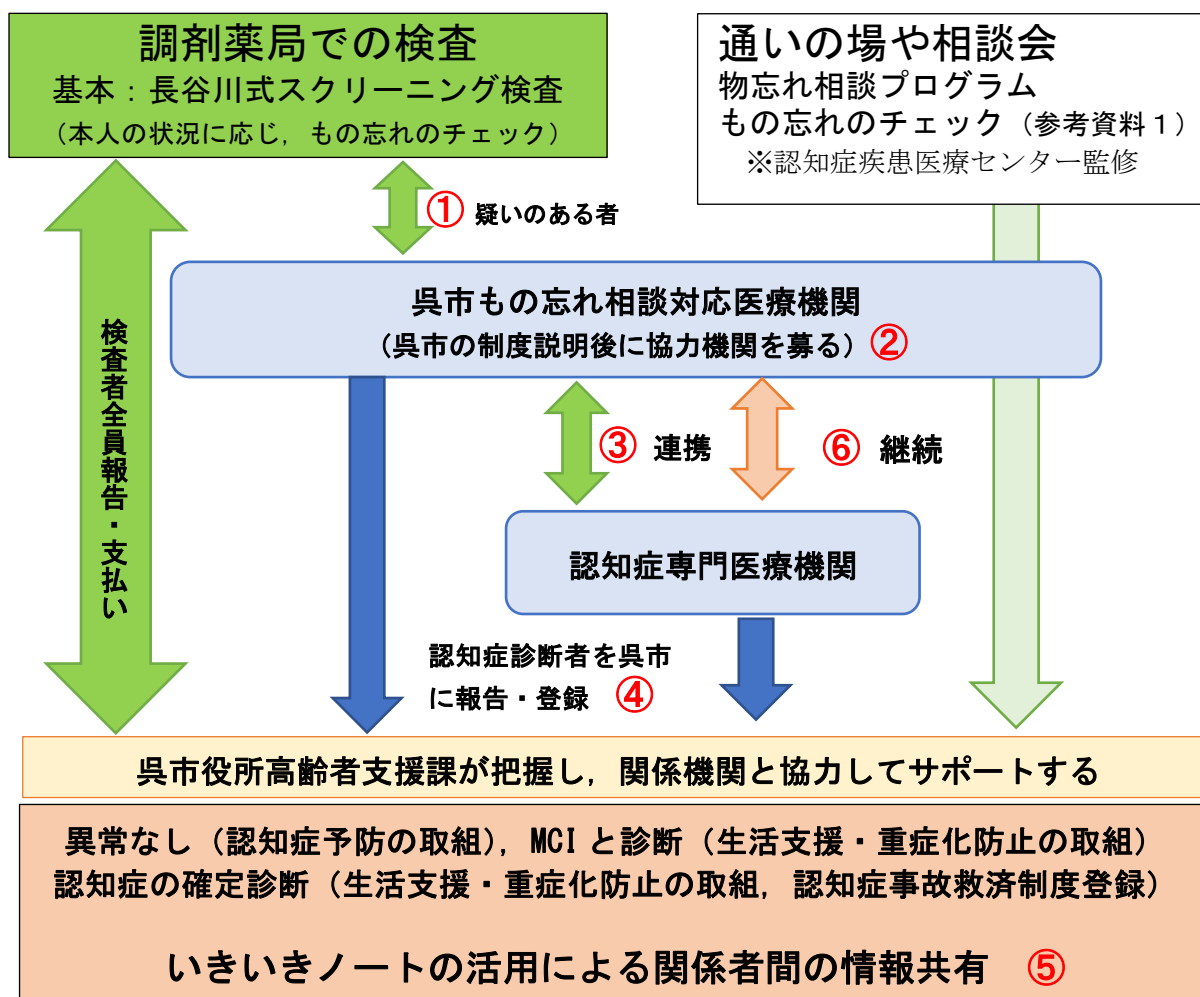 調剤薬局での検査
基本：長谷川式スクリーニング検査
（本人の状況に応じ，もの忘れのチェック）
通いの場や相談会
物忘れ相談プログラム
もの忘れのチェック（参考資料１）
※認知症疾患医療センター監修
① 疑いのある者
呉市もの忘れ相談対応医療機関
（呉市の制度説明後に協力機関を募る）②
検査者全員報告・支払い
③ 連携
⑥ 継続
認知症専門医療機関
認知症診断者を呉市
に報告・登録 ④
呉市役所高齢者支援課が把握し，関係機関と協力してサポートする
異常なし（認知症予防の取組），MCIと診断（生活支援・重症化防止の取組）
認知症の確定診断（生活支援・重症化防止の取組，認知症事故救済制度登録）
いきいきノートの活用による関係者間の情報共有 ⑤